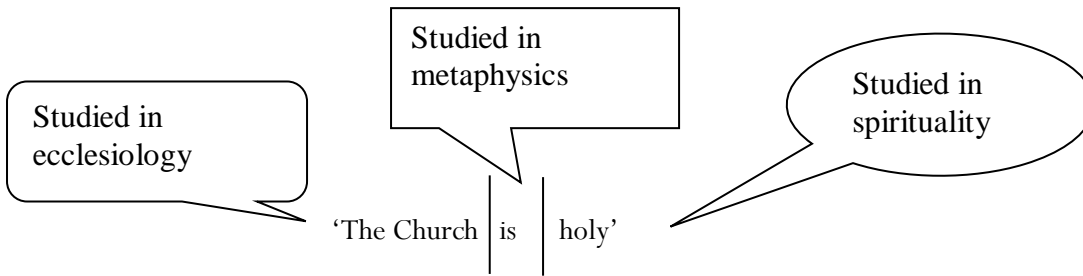 Studied in
metaphysics
Studied in
ecclesiology
Studied in
spirituality
‘The Church is holy’